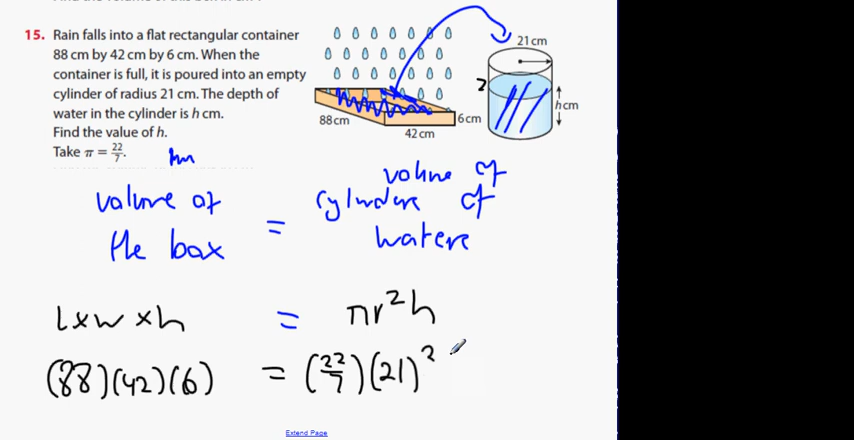 15. Rain falls into a flat rectangular container
88 cm by 42 cm by 6 cm. When the
container is full, it is poured into an empty
cylinder of radius 21 cm. The depth of
water in the cylinder is h cm.
Find the value of h.
Take π = 22/7.
88 cm
42 cm
6 cm
21 cm
h cm
volume of
the box
=
volume of
cylindere of
watere
l x w x h = πr²h
(88)(42)(6) = (22/7)(21)²
Extend Page